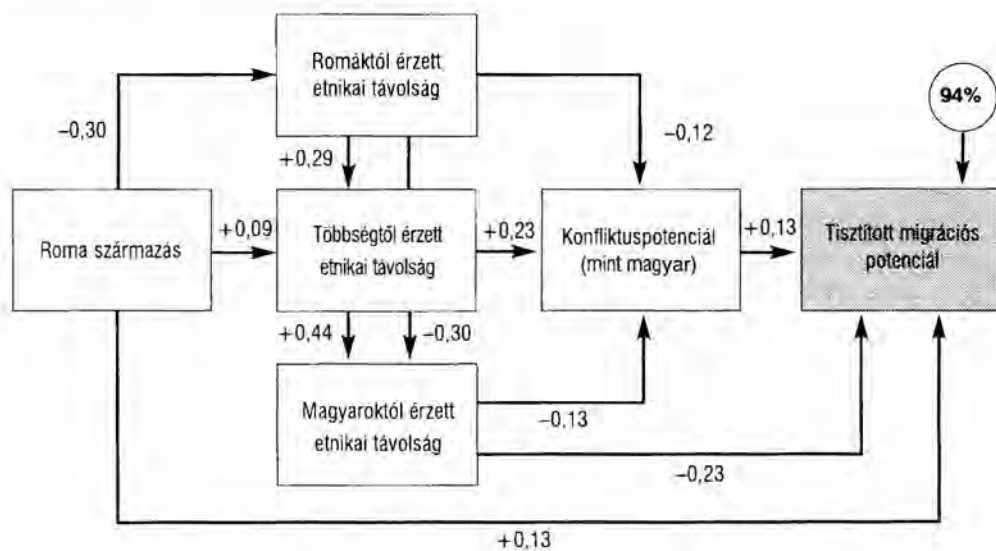 Romáktól érzett
etnikai távolság
94%
−0,30
−0,12
+0,29
Roma származás
+0,09
Többségtől érzett
etnikai távolság
+0,23
Konfliktuspotenciál
(mint magyar)
+0,13
Tisztított migrációs
potenciál
+0,44
−0,30
Magyaroktól érzett
etnikai távolság
−0,13
−0,23
+0,13